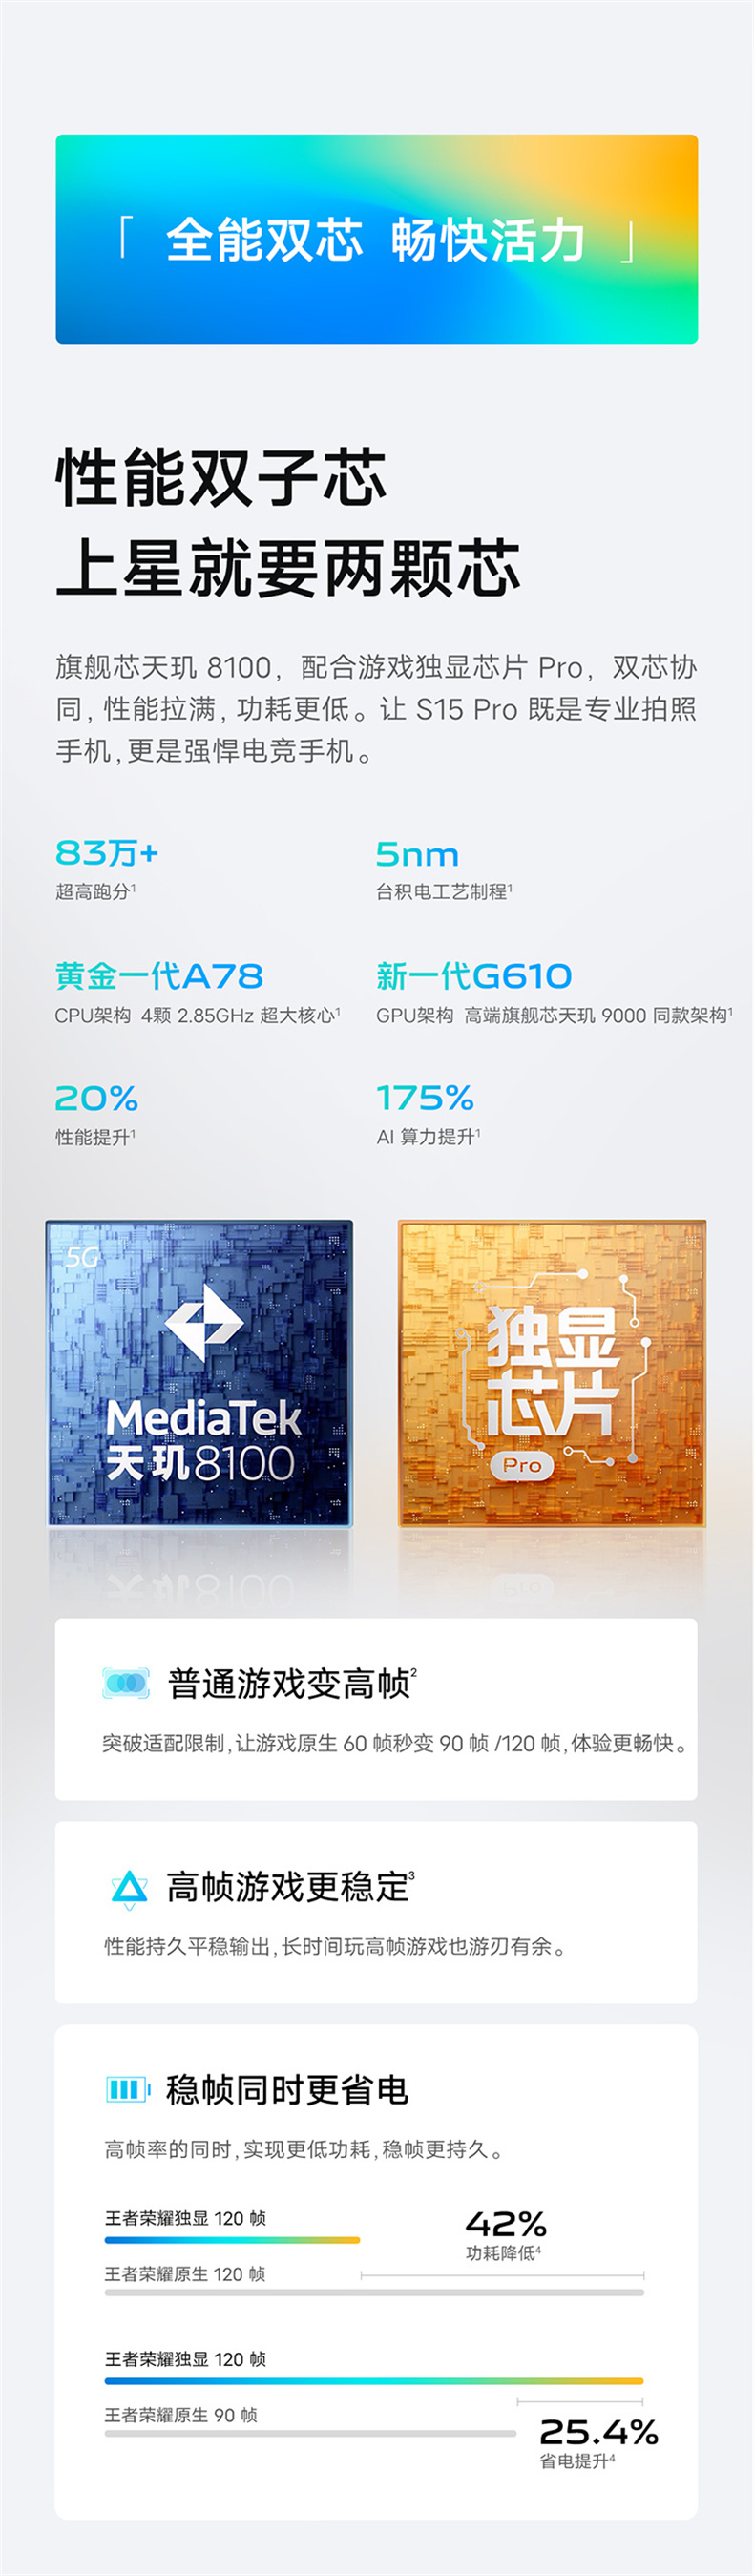 「 全能双芯 畅快活力 」
性能双子芯
上星就要两颗芯
旗舰芯天玑 8100，配合游戏独显芯片 Pro，双芯协
同，性能拉满，功耗更低。让 S15 Pro 既是专业拍照
手机，更是强悍电竞手机。
83万+
超高跑分1
5nm
台积电工艺制程1
黄金一代A78
CPU架构 4颗 2.85GHz 超大核心1
新一代G610
GPU架构 高端旗舰芯天玑 9000 同款架构1
20%
性能提升1
175%
AI 算力提升1
5G
MediaTek
天玑8100
独显
芯片
Pro
普通游戏变高帧2
突破适配限制，让游戏原生 60 帧秒变 90 帧 /120 帧，体验更畅快。
高帧游戏更稳定3
性能持久平稳输出，长时间玩高帧游戏也游刃有余。
稳帧同时更省电
高帧率的同时，实现更低功耗，稳帧更持久。
王者荣耀独显 120 帧
42%
功耗降低4
王者荣耀原生 120 帧
王者荣耀独显 120 帧
王者荣耀原生 90 帧
25.4%
省电提升4